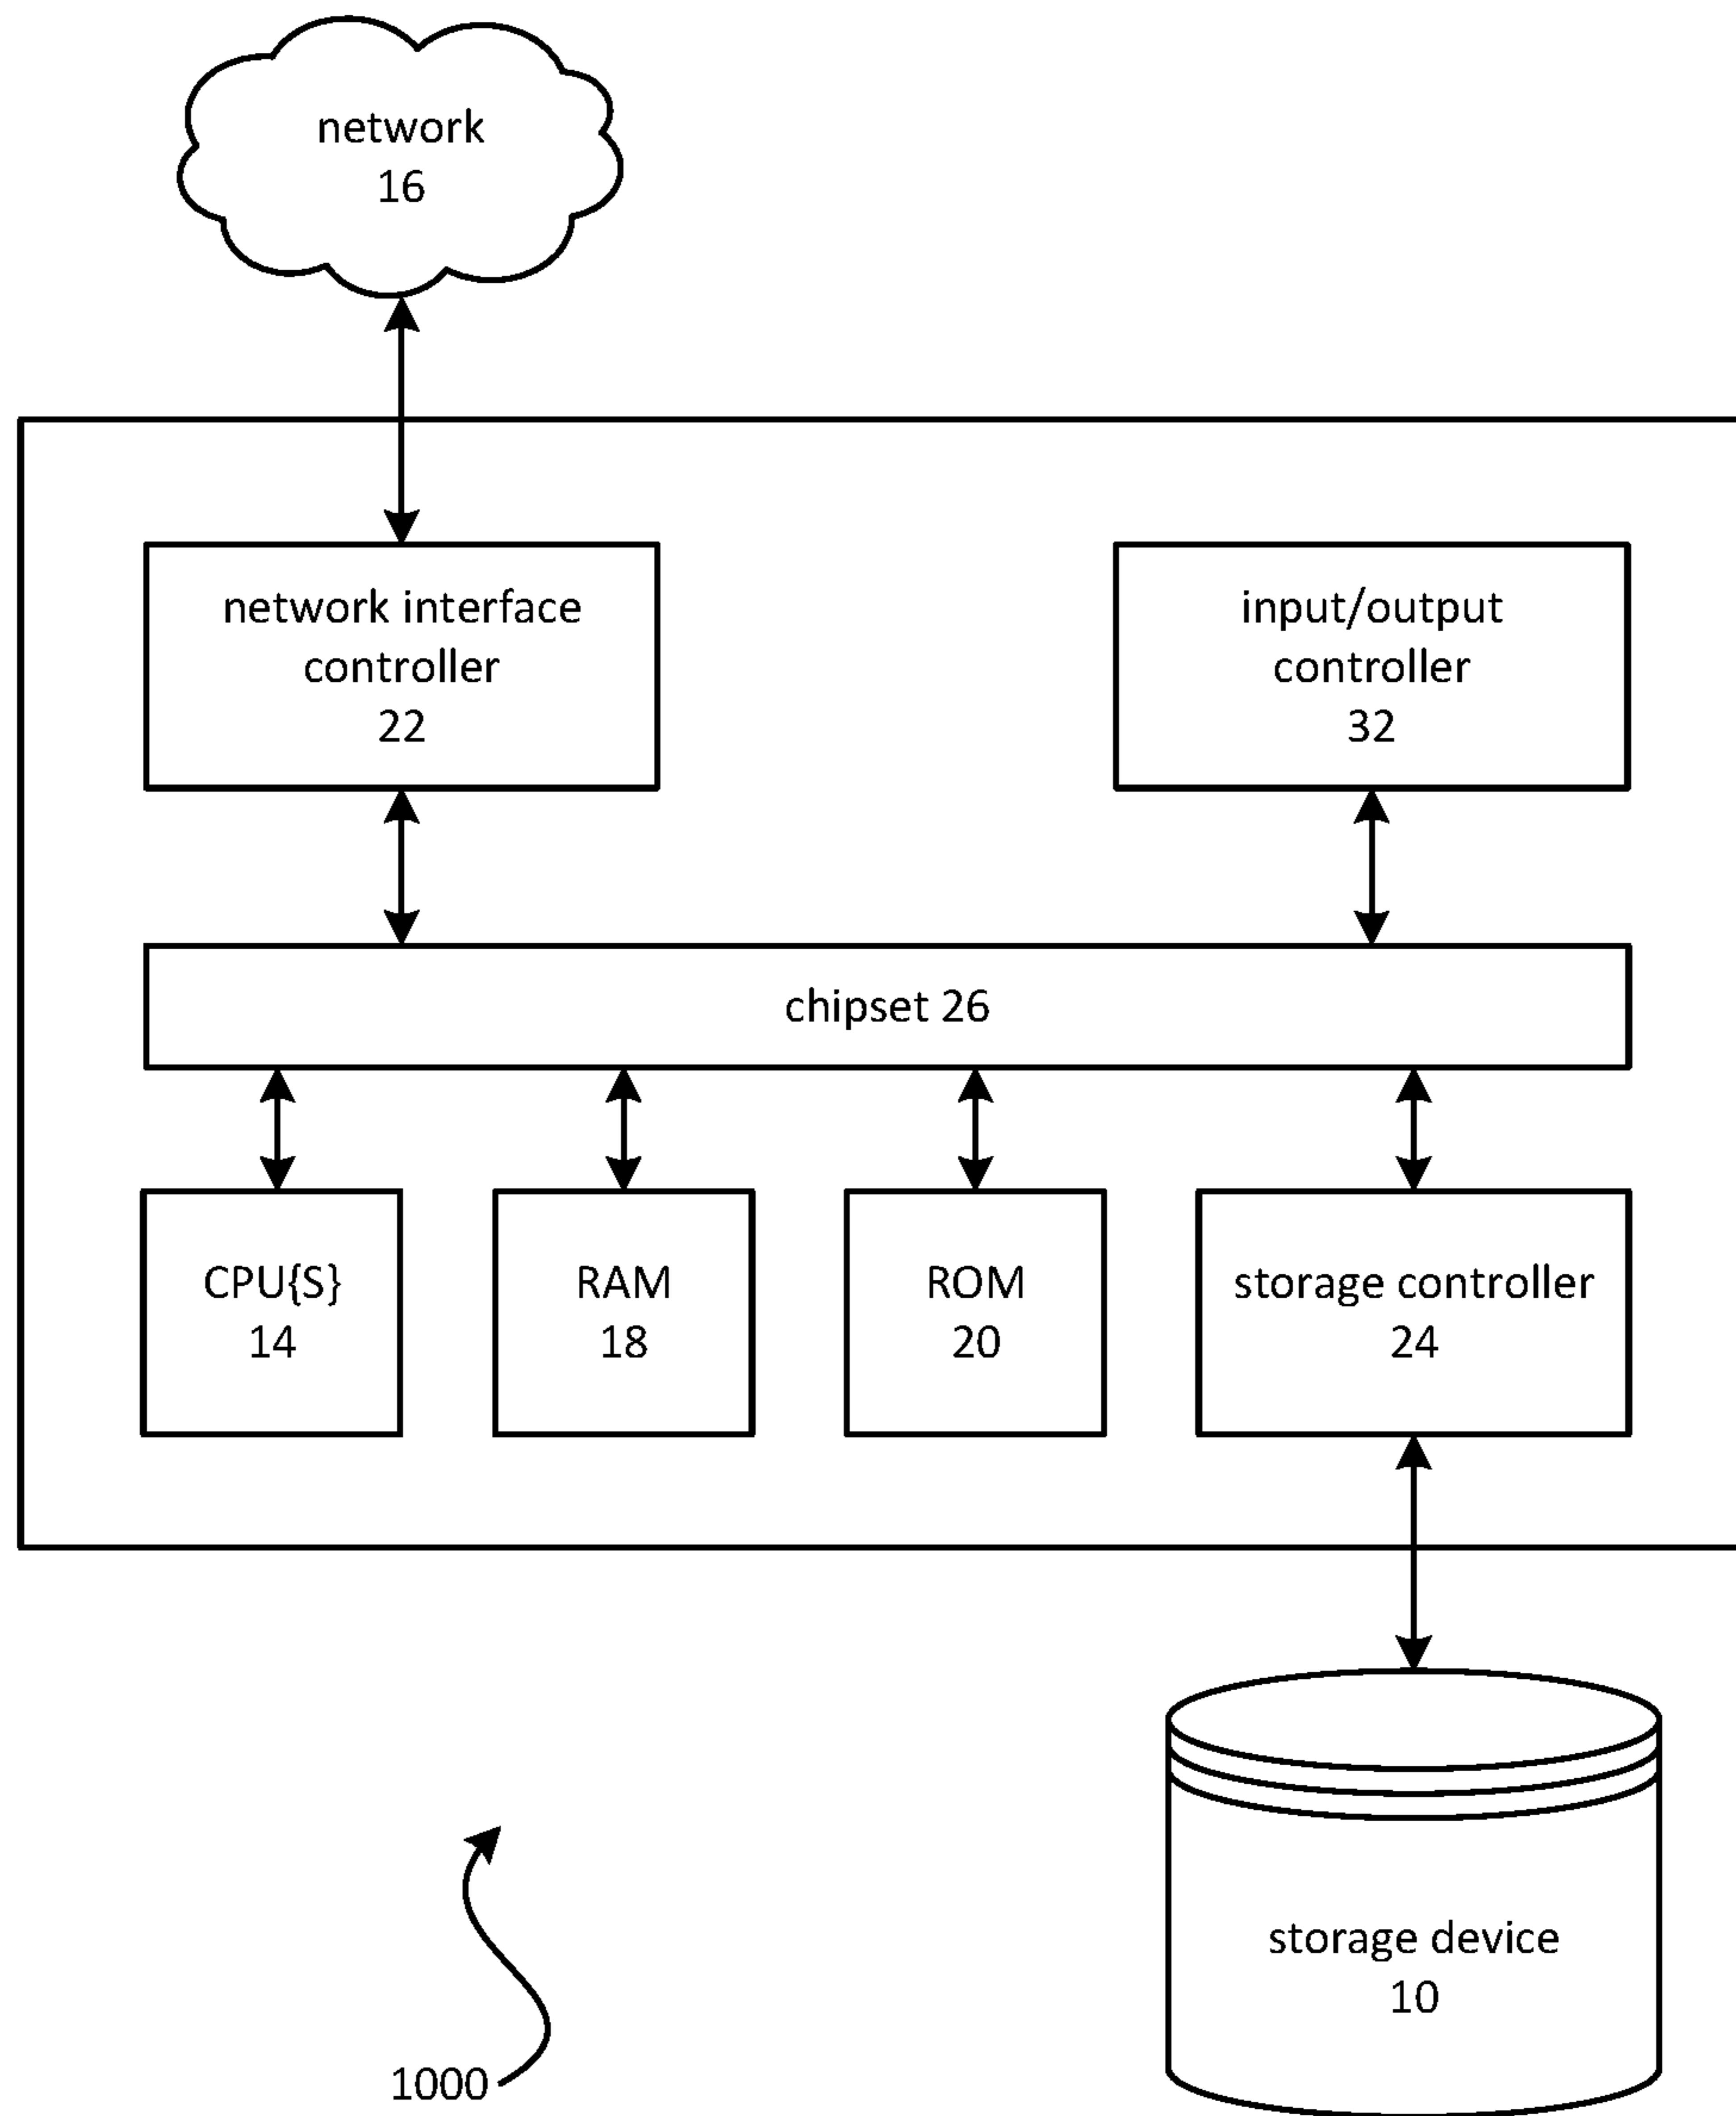 network
16
network interface
controller
22
input/output
controller
32
chipset 26
CPU{S}
14
RAM
18
ROM
20
storage controller
24
storage device
10
1000